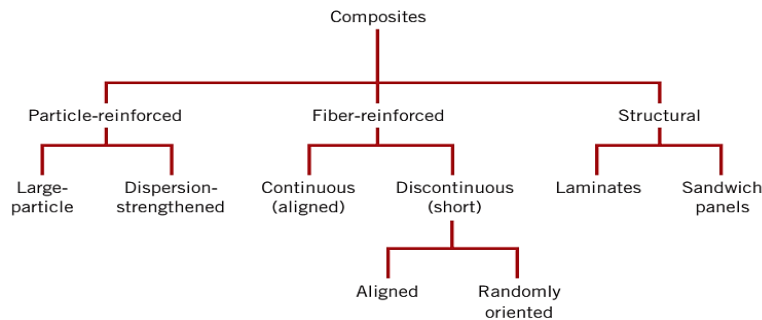 Composites
Particle-reinforced
Fiber-reinforced
Structural
Large-
particle
Dispersion-
strengthened
Continuous
(aligned)
Discontinuous
(short)
Laminates
Sandwich
panels
Aligned
Randomly
oriented